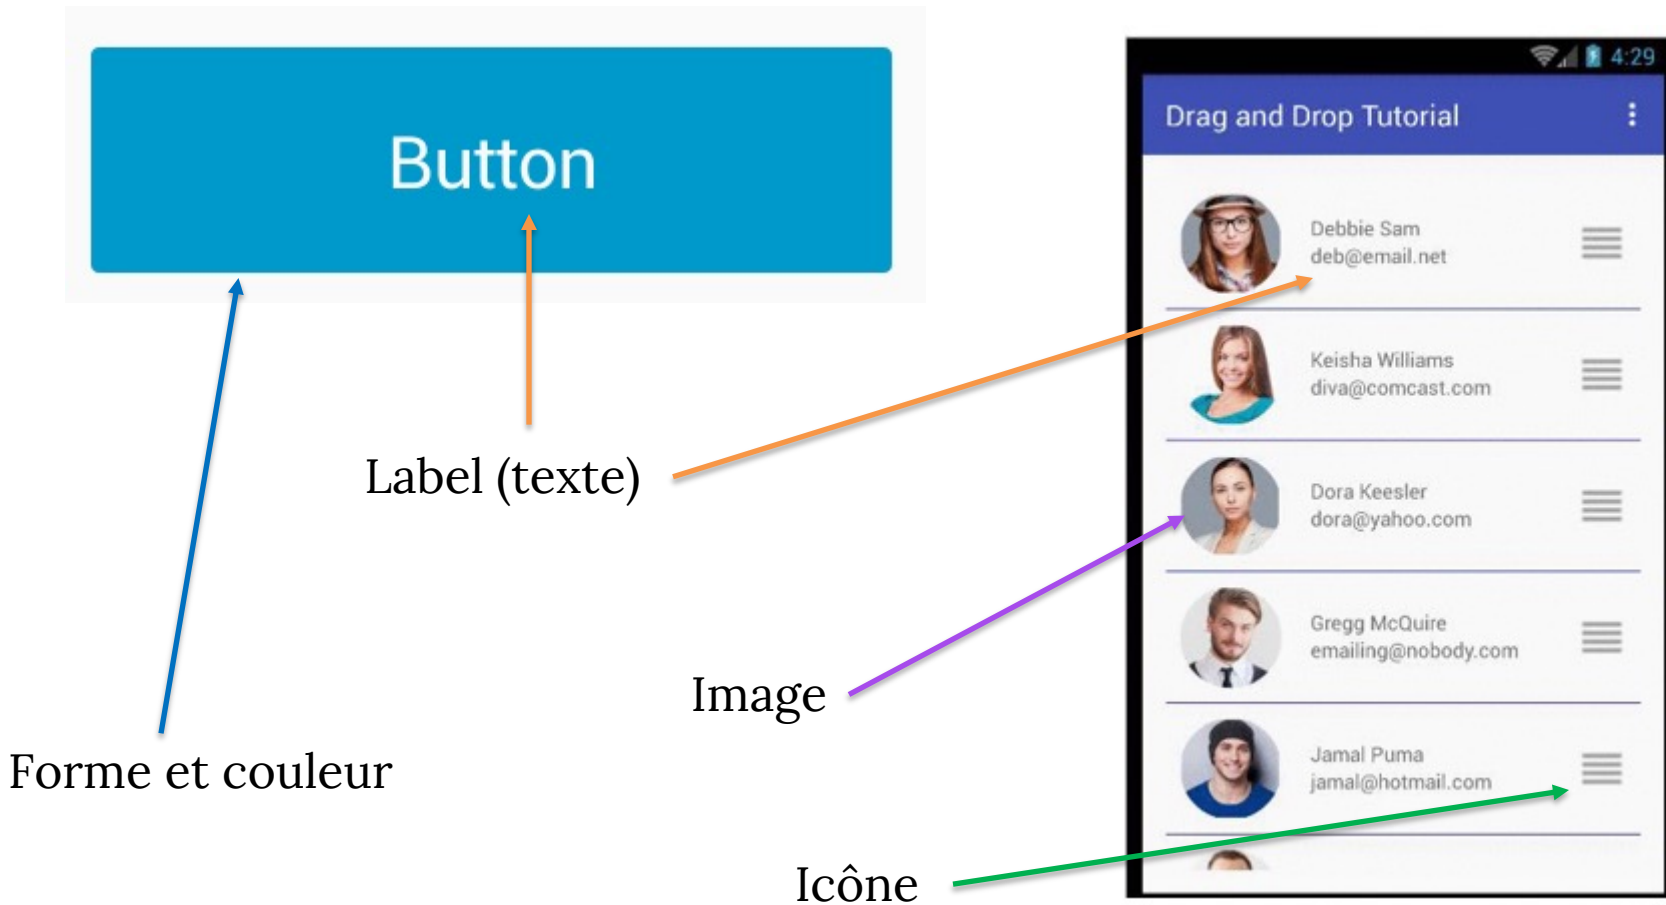 Button
Label (texte)
Forme et couleur
Image
Icône
4:29
Drag and Drop Tutorial
Debbie Sam
deb@email.net
Keisha Williams
diva@comcast.com
Dora Keesler
dora@yahoo.com
Gregg McQuire
emailing@nobody.com
Jamal Puma
jamal@hotmail.com